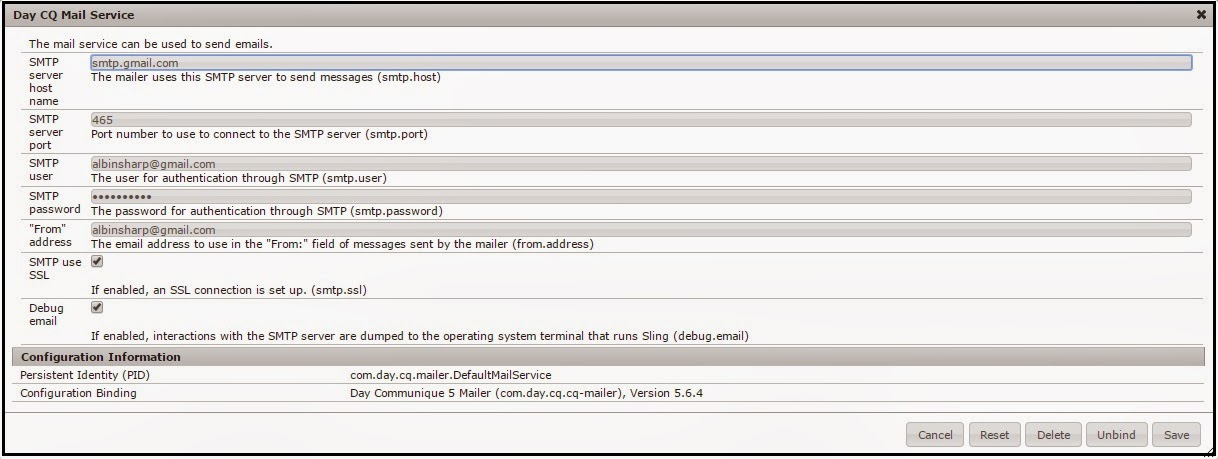 Day CQ Mail Service
The mail service can be used to send emails.
SMTP server host name
smtp.gmail.com
The mailer uses this SMTP server to send messages (smtp.host)
SMTP server port
465
Port number to use to connect to the SMTP server (smtp.port)
SMTP user
albinsharp@gmail.com
The user for authentication through SMTP (smtp.user)
SMTP password
••••••••••
The password for authentication through SMTP (smtp.password)
"From" address
albinsharp@gmail.com
The email address to use in the "From:" field of messages sent by the mailer (from.address)
SMTP use SSL
If enabled, an SSL connection is set up. (smtp.ssl)
Debug email
If enabled, interactions with the SMTP server are dumped to the operating system terminal that runs Sling (debug.email)
Configuration Information
Persistent Identity (PID) com.day.cq.mailer.DefaultMailService
Configuration Binding Day Communique 5 Mailer (com.day.cq.cq-mailer), Version 5.6.4
Cancel Reset Delete Unbind Save